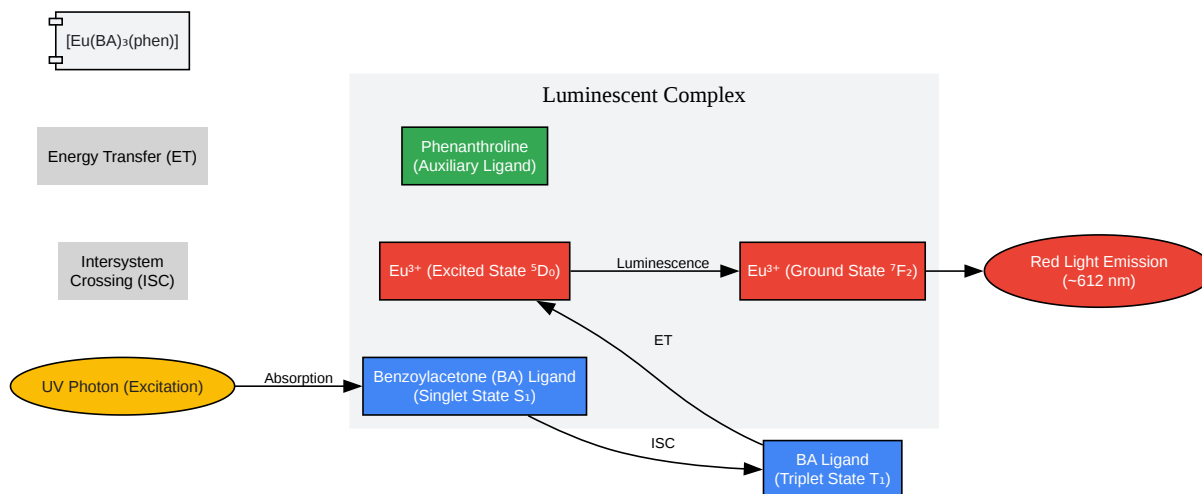 [Eu(BA)₃(phen)]
Luminescent Complex
Phenanthroline
(Auxiliary Ligand)
Energy Transfer (ET)
Intersystem
Crossing (ISC)
Eu³⁺ (Excited State ⁵D₀)
Luminescence
Eu³⁺ (Ground State ⁷F₂)
Red Light Emission
(~612 nm)
ET
UV Photon (Excitation)
Absorption
Benzoylacetone (BA) Ligand
(Singlet State S₁)
ISC
BA Ligand
(Triplet State T₁)